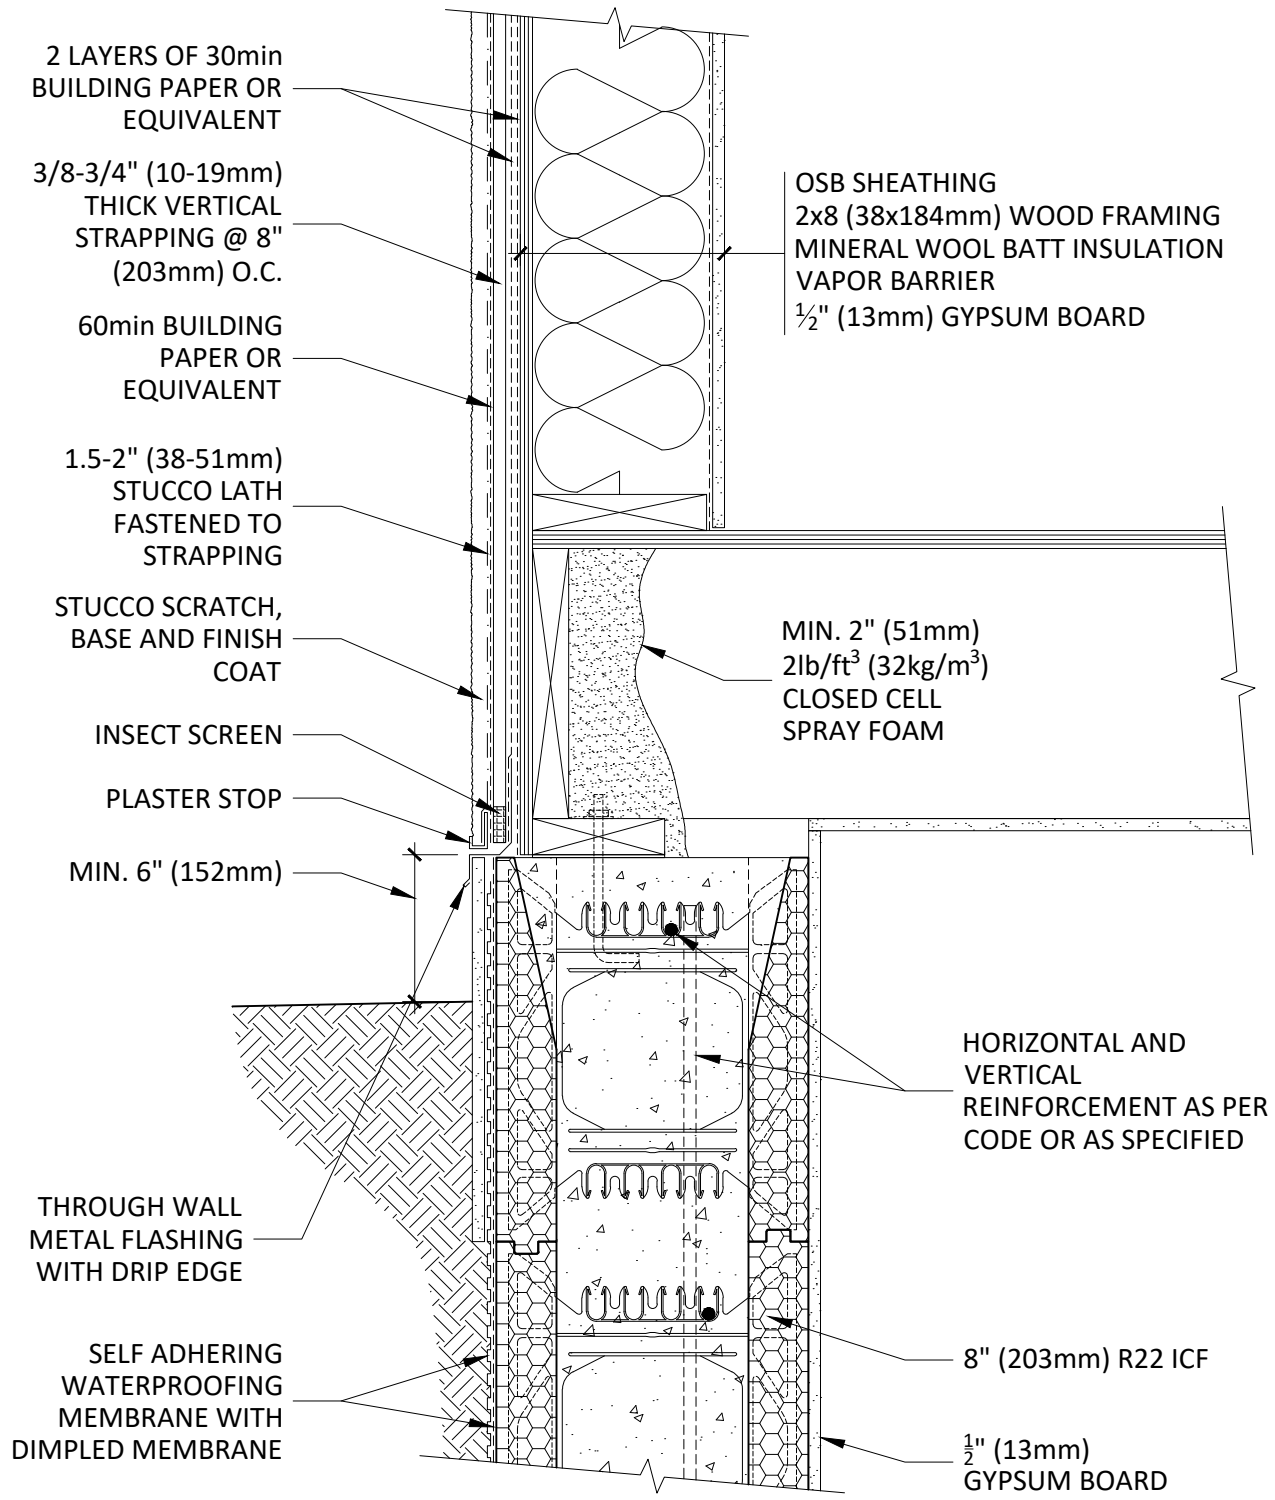 2 LAYERS OF 30min
BUILDING PAPER OR
EQUIVALENT
3/8-3/4" (10-19mm)
THICK VERTICAL
STRAPPING @ 8"
(203mm) O.C.
60min BUILDING
PAPER OR
EQUIVALENT
1.5-2" (38-51mm)
STUCCO LATH
FASTENED TO
STRAPPING
STUCCO SCRATCH,
BASE AND FINISH
COAT
INSECT SCREEN
PLASTER STOP
MIN. 6" (152mm)
THROUGH WALL
METAL FLASHING
WITH DRIP EDGE
SELF ADHERING
WATERPROOFING
MEMBRANE WITH
DIMPLED MEMBRANE
OSB SHEATHING
2x8 (38x184mm) WOOD FRAMING
MINERAL WOOL BATT INSULATION
VAPOR BARRIER
½" (13mm) GYPSUM BOARD
MIN. 2" (51mm)
2lb/ft³ (32kg/m³)
CLOSED CELL
SPRAY FOAM
HORIZONTAL AND
VERTICAL
REINFORCEMENT AS PER
CODE OR AS SPECIFIED
8" (203mm) R22 ICF
½" (13mm)
GYPSUM BOARD